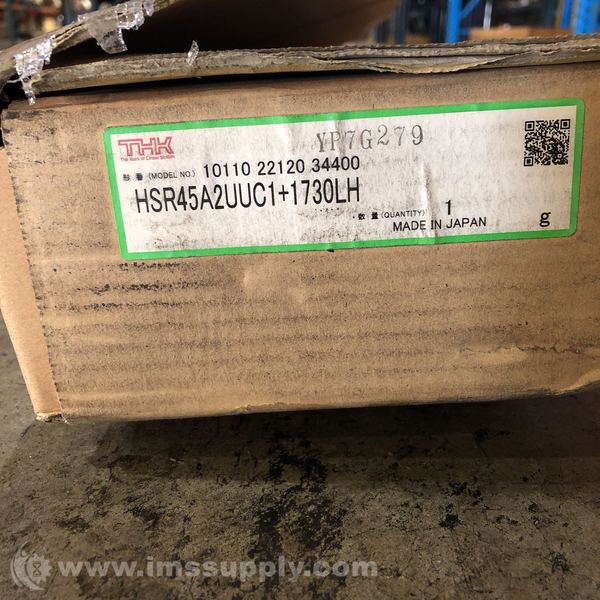 YP7G279
THK
The Mark of Linear Motion
形番 (MODEL NO.) 10110 22120 34400
HSR45A2UUC1+1730LH
数量 (QUANTITY) 1
MADE IN JAPAN g
www.imssupply.com